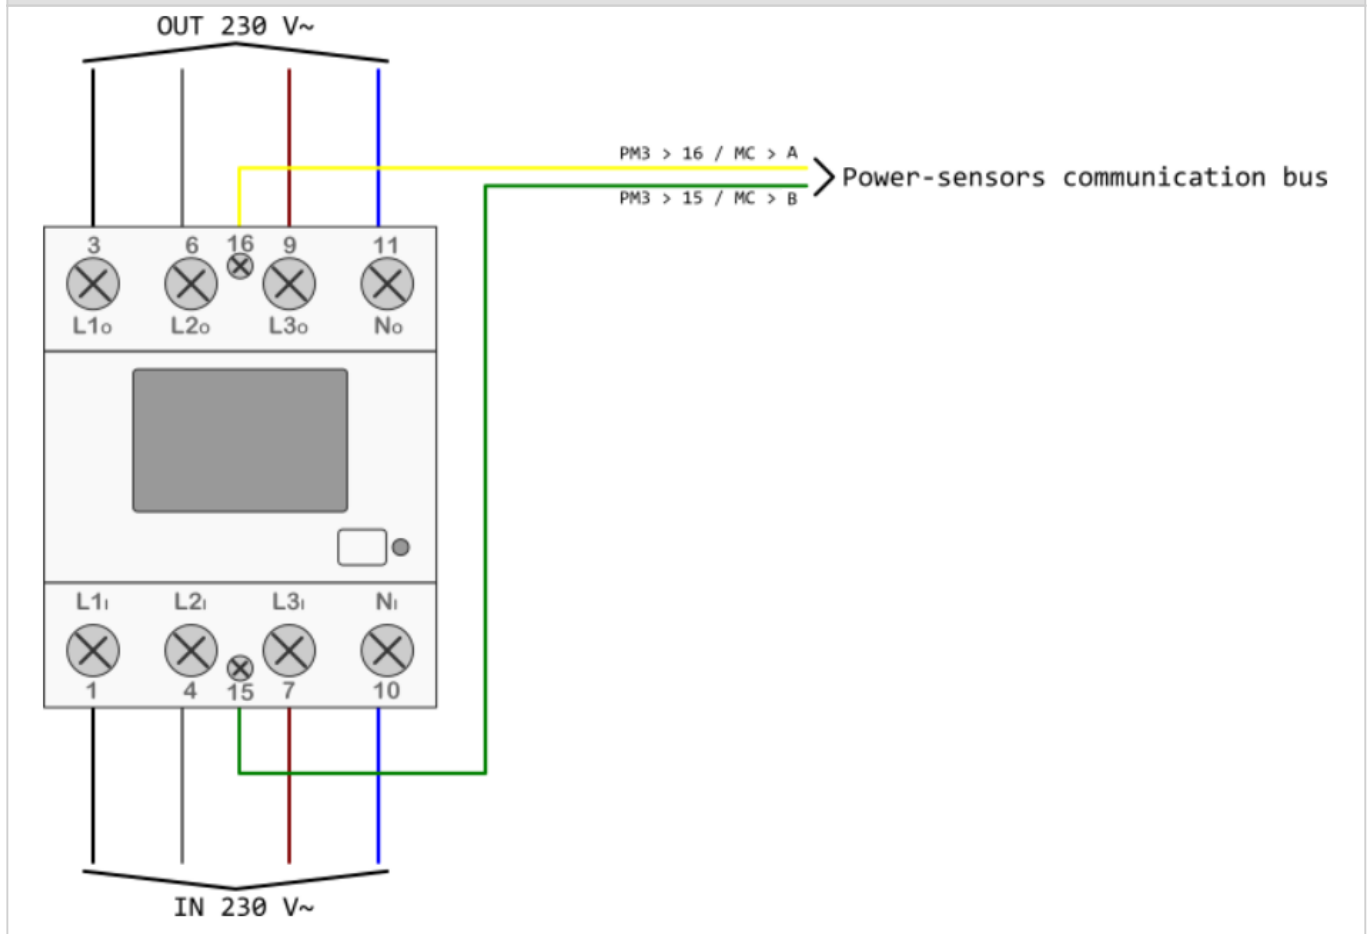 OUT 230 V~
PM3 > 16 / MC > A
Power-sensors communication bus
PM3 > 15 / MC > B
3 6 16 9 11
L1o L2o L3o No
L1I L2I L3I NI
1 4 15 7 10
IN 230 V~